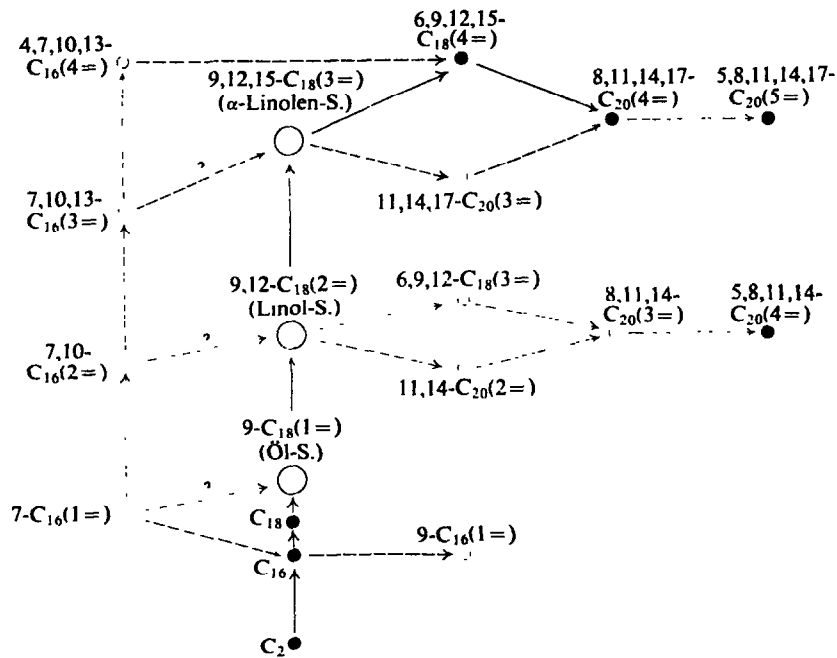 6,9,12,15-
C₁₈(4=)
4,7,10,13-
C₁₆(4=)
9,12,15-C₁₈(3=)
(α-Linolen-S.)
8,11,14,17-
C₂₀(4=)
5,8,11,14,17-
C₂₀(5=)
?
7,10,13-
C₁₆(3=)
11,14,17-C₂₀(3=)
9,12-C₁₈(2=)
(Linol-S.)
6,9,12-C₁₈(3=)
8,11,14-
C₂₀(3=)
5,8,11,14-
C₂₀(4=)
?
7,10-
C₁₆(2=)
11,14-C₂₀(2=)
9-C₁₈(1=)
(Öl-S.)
?
7-C₁₆(1=)
C₁₈
9-C₁₆(1=)
C₁₆
C₂